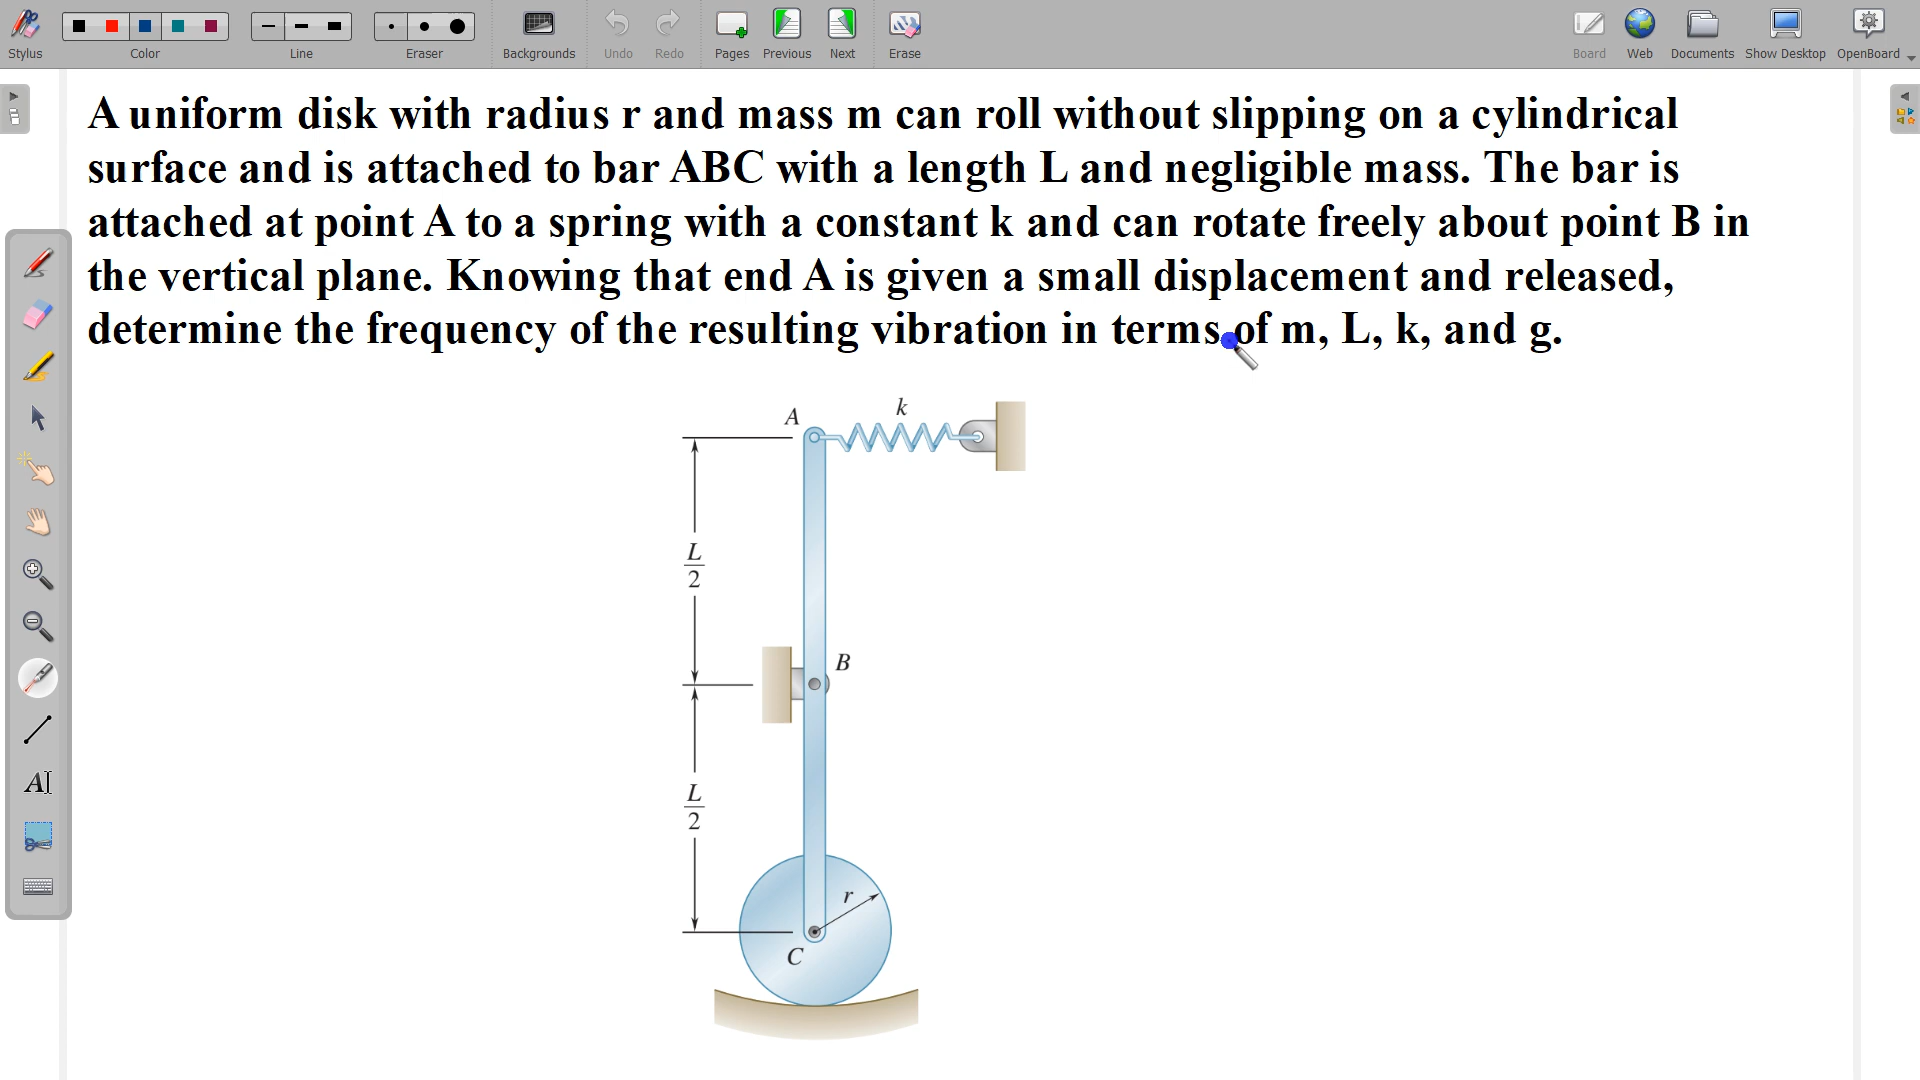 Stylus
Color
Line
Eraser
Backgrounds
Undo
Redo
Pages
Previous
Next
Erase
Board
Web
Documents
Show Desktop
OpenBoard
A uniform disk with radius r and mass m can roll without slipping on a cylindrical
surface and is attached to bar ABC with a length L and negligible mass. The bar is
attached at point A to a spring with a constant k and can rotate freely about point B in
the vertical plane. Knowing that end A is given a small displacement and released,
determine the frequency of the resulting vibration in terms of m, L, k, and g.
A
k
L
2
B
L
2
r
C
AI